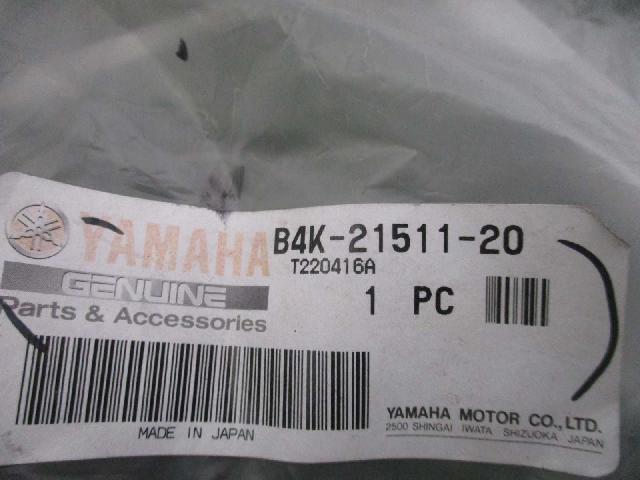 YAMAHA
GENUINE
Parts & Accessories
B4K-21511-20
T220416A
1 PC
MADE IN JAPAN
YAMAHA MOTOR CO., LTD.
2500 SHINGAI IWATA SHIZUOKA JAPAN